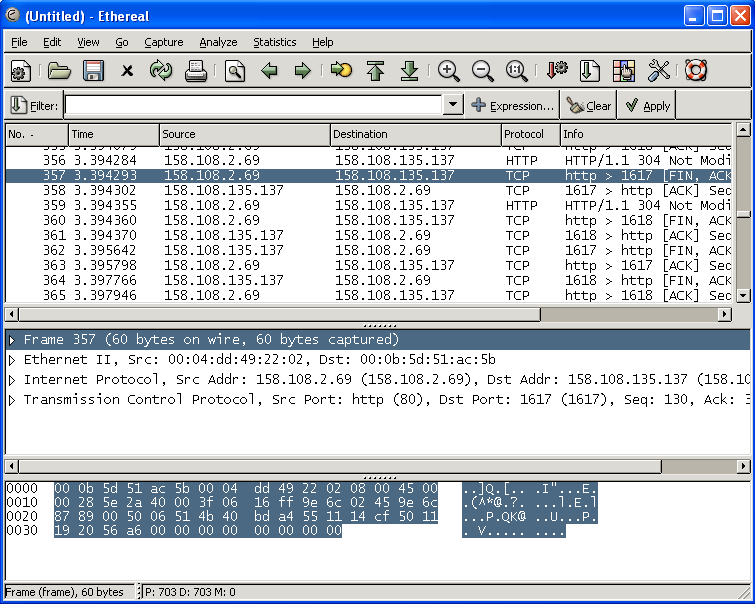 (Untitled) - Ethereal
File Edit View Go Capture Analyze Statistics Help
Filter: Expression... Clear Apply
No. - Time Source Destination Protocol Info
356 3.394284 158.108.2.69 158.108.135.137 HTTP HTTP/1.1 304 Not Modi
357 3.394293 158.108.2.69 158.108.135.137 TCP http > 1617 [FIN, ACK
358 3.394302 158.108.135.137 158.108.2.69 TCP 1617 > http [ACK] Seq
359 3.394355 158.108.2.69 158.108.135.137 HTTP HTTP/1.1 304 Not Modi
360 3.394360 158.108.2.69 158.108.135.137 TCP http > 1618 [FIN, ACK
361 3.394370 158.108.135.137 158.108.2.69 TCP 1618 > http [ACK] Seq
362 3.395642 158.108.135.137 158.108.2.69 TCP 1617 > http [FIN, ACK
363 3.395798 158.108.2.69 158.108.135.137 TCP http > 1617 [ACK] Seq
364 3.397766 158.108.135.137 158.108.2.69 TCP 1618 > http [FIN, ACK
365 3.397946 158.108.2.69 158.108.135.137 TCP http > 1618 [ACK] Seq
Frame 357 (60 bytes on wire, 60 bytes captured)
Ethernet II, Src: 00:04:dd:49:22:02, Dst: 00:0b:5d:51:ac:5b
Internet Protocol, Src Addr: 158.108.2.69 (158.108.2.69), Dst Addr: 158.108.135.137 (158.10
Transmission Control Protocol, Src Port: http (80), Dst Port: 1617 (1617), Seq: 130, Ack: 3
0000 00 0b 5d 51 ac 5b 00 04 dd 49 22 02 08 00 45 00 ..]Q.[.. .I"...E.
0010 00 28 5e 2a 40 00 3f 06 16 ff 9e 6c 02 45 9e 6c .(^*@.?. ...l.E.l
0020 87 89 00 50 06 51 4b 40 bd a4 55 11 14 cf 50 11 ...P.QK@ ..U...P.
0030 19 20 56 a6 00 00 00 00 00 00 00 00 . V..... ....
Frame (frame), 60 bytes P: 703 D: 703 M: 0